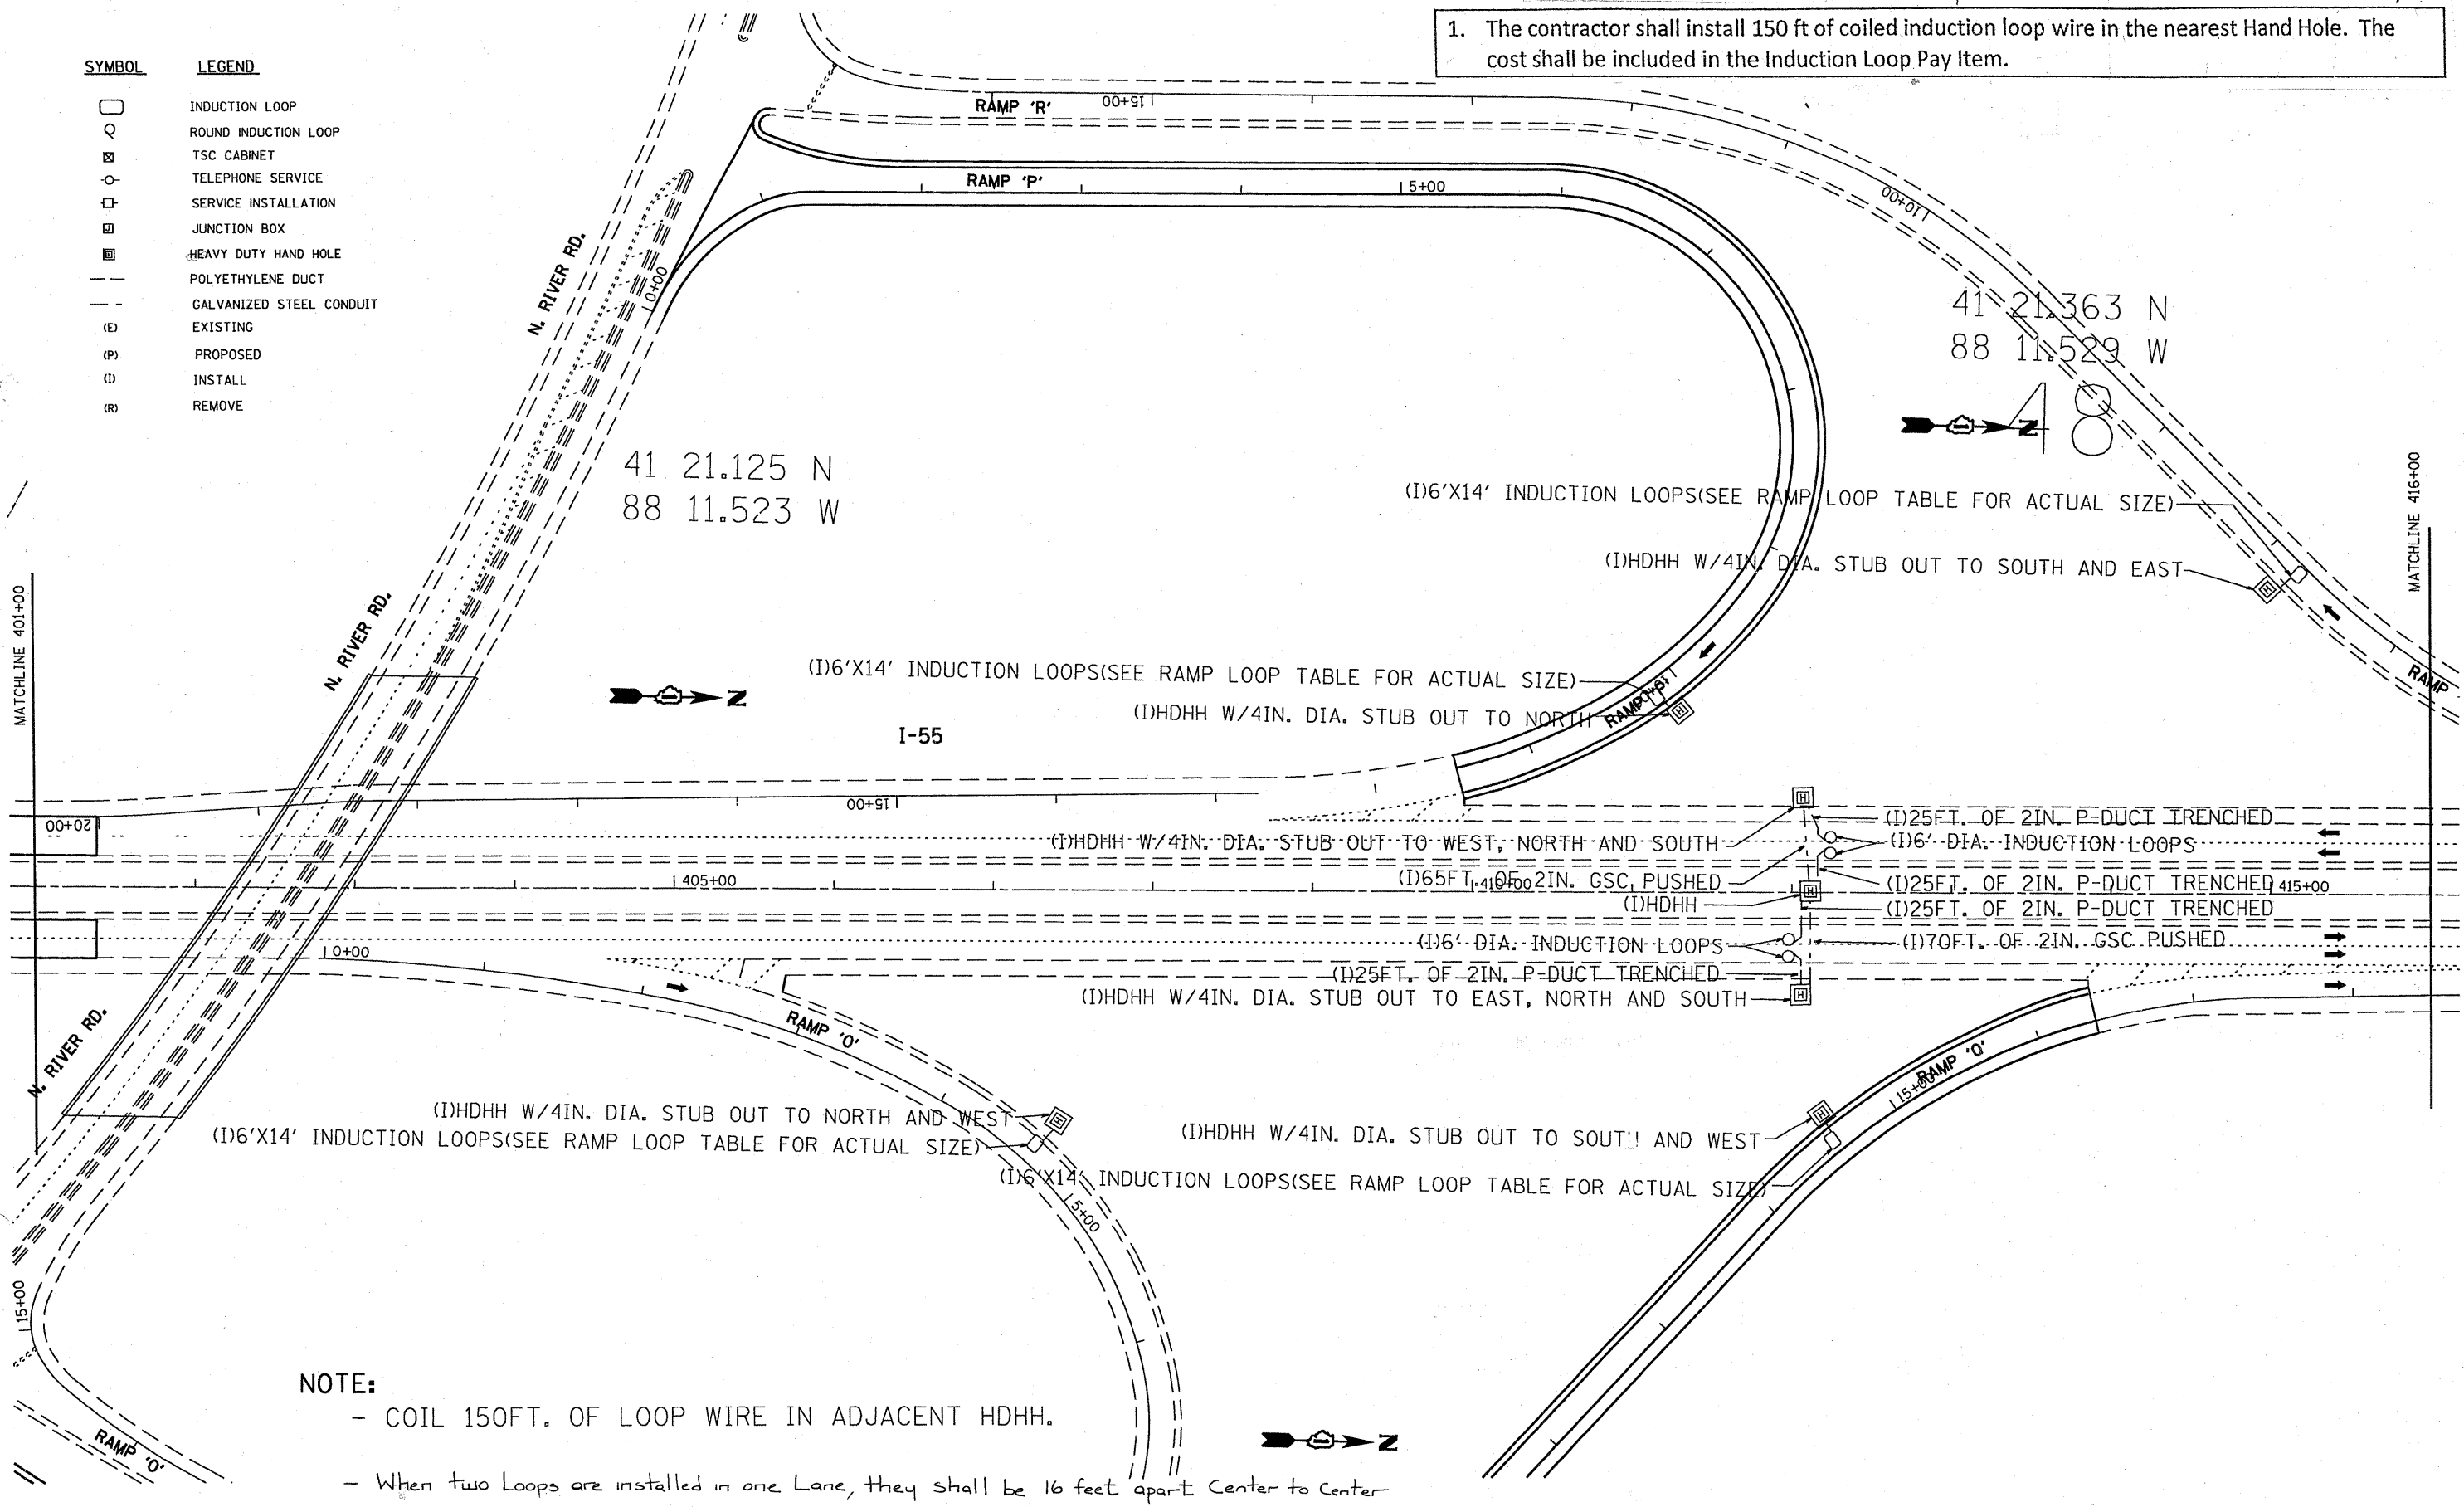 1. The contractor shall install 150 ft of coiled induction loop wire in the nearest Hand Hole. The
cost shall be included in the Induction Loop Pay Item.
SYMBOL LEGEND
INDUCTION LOOP
ROUND INDUCTION LOOP
TSC CABINET
TELEPHONE SERVICE
SERVICE INSTALLATION
JUNCTION BOX
HEAVY DUTY HAND HOLE
POLYETHYLENE DUCT
GALVANIZED STEEL CONDUIT
(E) EXISTING
(P) PROPOSED
(I) INSTALL
(R) REMOVE
RAMP 'R'
15+00
RAMP 'P'
5+00
10+00
N. RIVER RD.
0+00
41 21.363 N
88 11.529 W
48
N
41 21.125 N
88 11.523 W
MATCHLINE 416+00
(I)6'X14' INDUCTION LOOPS(SEE RAMP LOOP TABLE FOR ACTUAL SIZE)
(I)HDHH W/4IN. DIA. STUB OUT TO SOUTH AND EAST
MATCHLINE 401+00
N. RIVER RD.
RAMP
(I)6'X14' INDUCTION LOOPS(SEE RAMP LOOP TABLE FOR ACTUAL SIZE)
10+00
RAMP 'P'
(I)HDHH W/4IN. DIA. STUB OUT TO NORTH
N
I-55
15+00
20+00
(I)25FT. OF 2IN. P-DUCT TRENCHED
(I)HDHH W/4IN. DIA. STUB OUT TO WEST, NORTH AND SOUTH
(I)6' DIA. INDUCTION LOOPS
405+00
(I)65FT. OF 2IN. GSC PUSHED
410+00
(I)25FT. OF 2IN. P-DUCT TRENCHED
415+00
(I)HDHH
(I)25FT. OF 2IN. P-DUCT TRENCHED
(I)6' DIA. INDUCTION LOOPS
(I)70FT. OF 2IN. GSC PUSHED
0+00
(I)25FT. OF 2IN. P-DUCT TRENCHED
(I)HDHH W/4IN. DIA. STUB OUT TO EAST, NORTH AND SOUTH
RAMP 'O'
RAMP 'Q'
15+00
N. RIVER RD.
(I)HDHH W/4IN. DIA. STUB OUT TO NORTH AND WEST
(I)6'X14' INDUCTION LOOPS(SEE RAMP LOOP TABLE FOR ACTUAL SIZE)
(I)HDHH W/4IN. DIA. STUB OUT TO SOUTH AND WEST
(I)6'X14' INDUCTION LOOPS(SEE RAMP LOOP TABLE FOR ACTUAL SIZE)
5+00
15+00
NOTE:
- COIL 150FT. OF LOOP WIRE IN ADJACENT HDHH.
RAMP 'O'
N
- When two Loops are installed in one Lane, they shall be 16 feet apart Center to Center